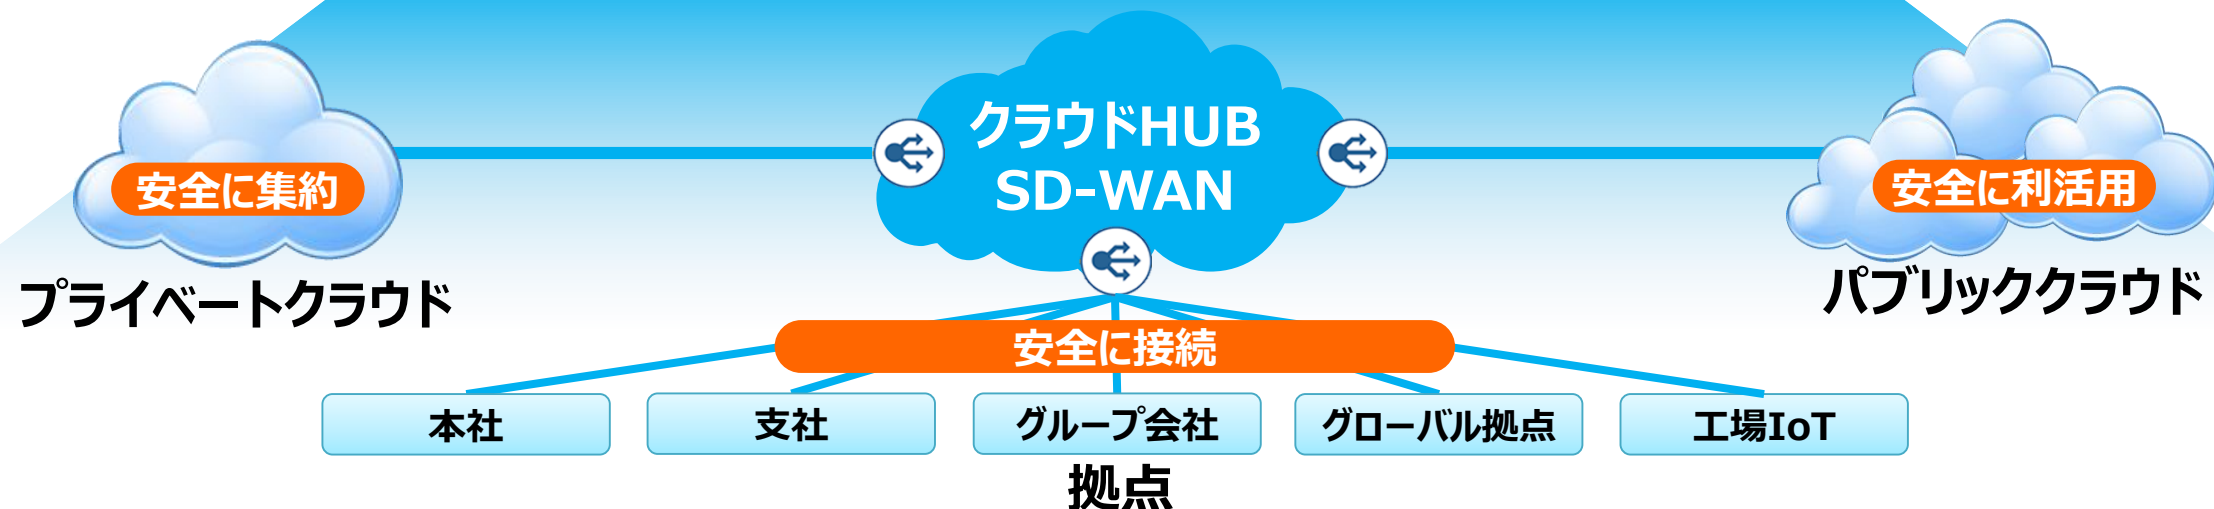 クラウドHUB
SD-WAN
安全に集約
安全に利活用
プライベートクラウド
パブリッククラウド
安全に接続
本社
支社
グループ会社
グローバル拠点
工場IoT
拠点